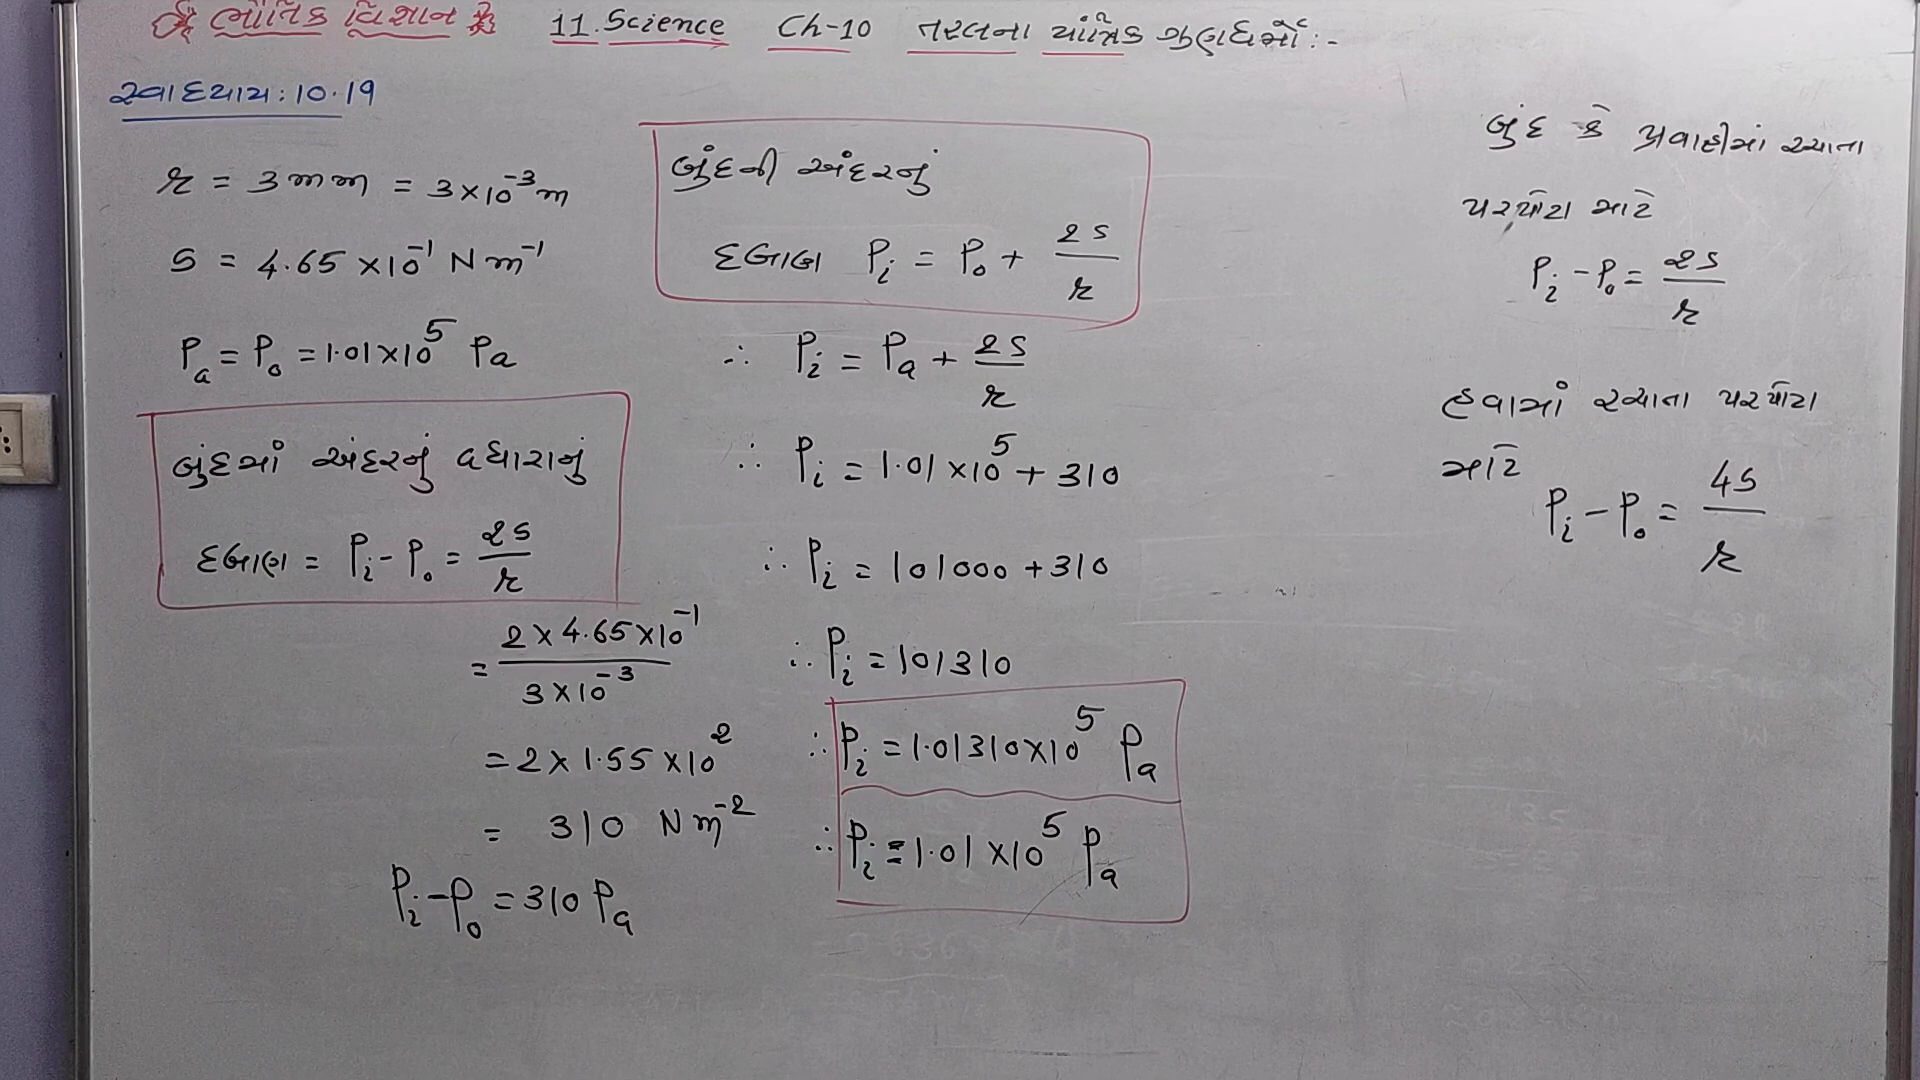 ભૌતિક વિજ્ઞાન 11.Science Ch-10 તરલના યાંત્રિક ગુણધર્મો:-
સ્વાધ્યાય: 10.19
r = 3 mm = 3×10⁻³ m
S = 4.65 ×10⁻¹ N m⁻¹
Pₐ = P₀ = 1.01×10⁵ Pa
બુંદમાં અંદરનું વધારાનું
દબાણ = Pᵢ - P₀ = 2S/r
= 2 × 4.65×10⁻¹ / 3×10⁻³
= 2 × 1.55 ×10²
= 310 N m⁻²
Pᵢ - P₀ = 310 Pa
બુંદની અંદરનું
દબાણ Pᵢ = P₀ + 2S/r
∴ Pᵢ = Pₐ + 2S/r
∴ Pᵢ = 1.01 ×10⁵ + 310
∴ Pᵢ = 101000 + 310
∴ Pᵢ = 101310
∴ Pᵢ = 1.01310×10⁵ Pa
∴ Pᵢ = 1.01 ×10⁵ Pa
બુંદ કે પ્રવાહીમાં રચાતા
પરપોટા માટે
Pᵢ - P₀ = 2S/r
હવામાં રચાતા પરપોટા
માટે
Pᵢ - P₀ = 4S/r